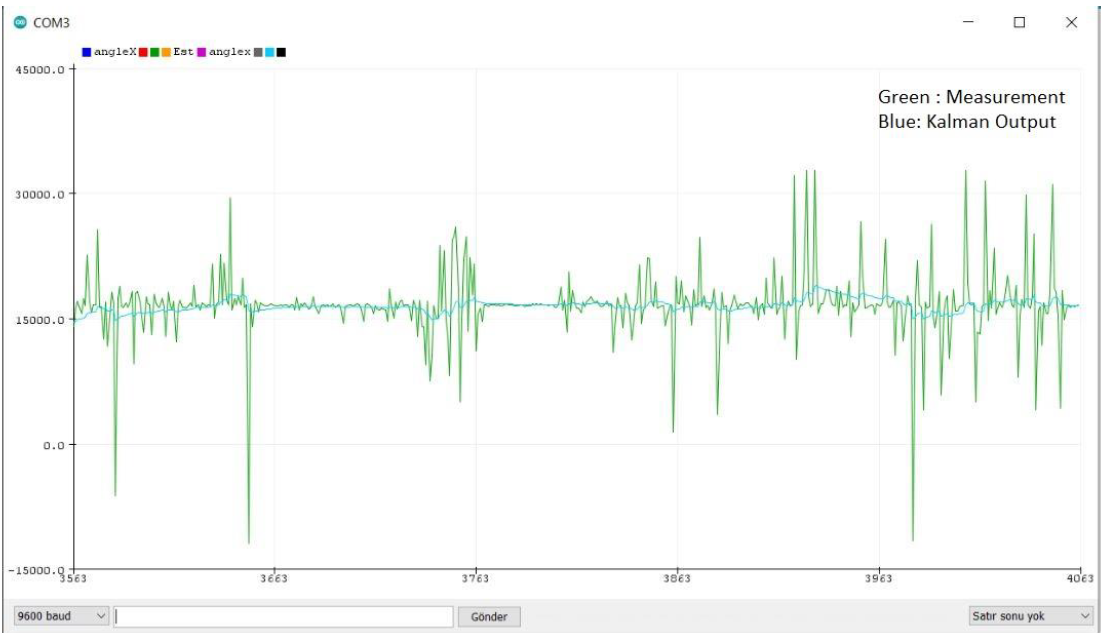 COM3
angleX Est anglex
45000.0
Green : Measurement
Blue: Kalman Output
30000.0
15000.0
0.0
-15000.0
3563 3663 3763 3863 3963 4063
9600 baud Gönder Satır sonu yok